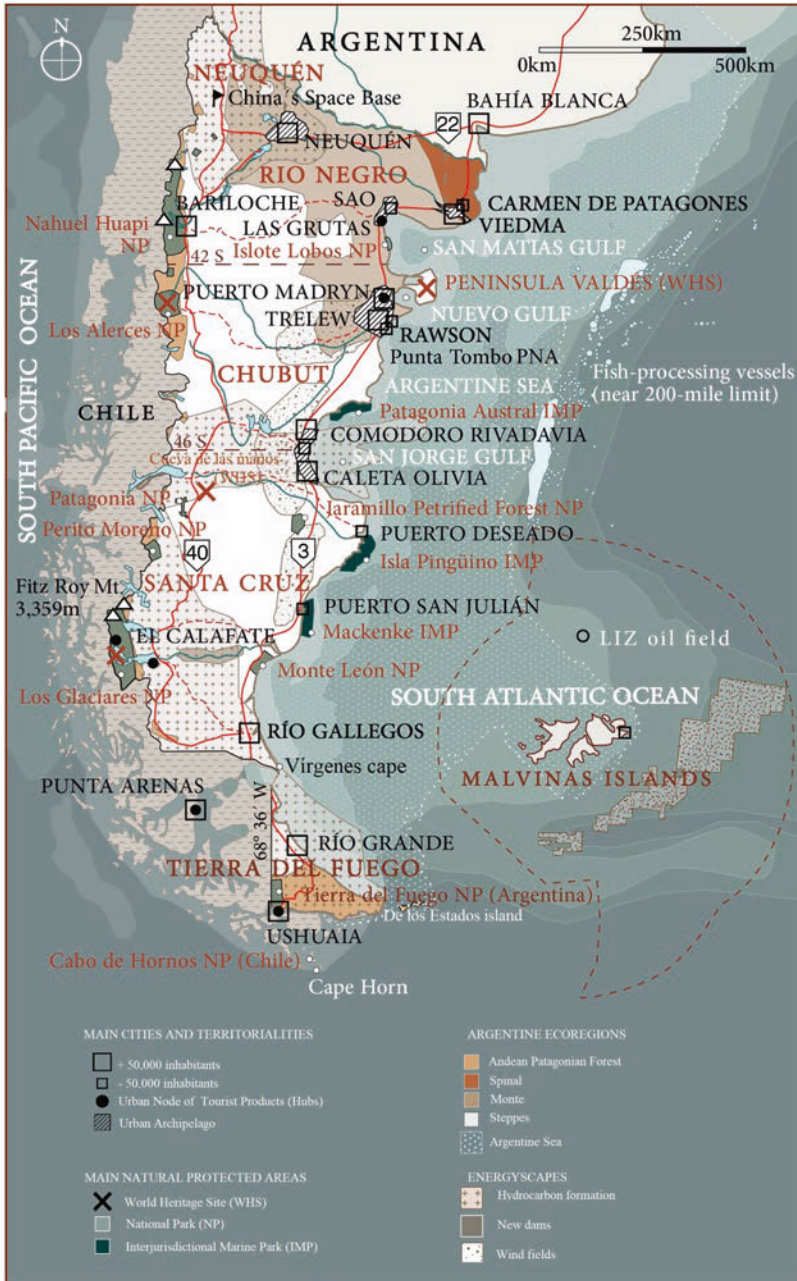 N
ARGENTINA
250km
0km
500km
NEUQUÉN
China´s Space Base
BAHÍA BLANCA
22
NEUQUÉN
RIO NEGRO
SAO
CARMEN DE PATAGONES
BARILOCHE
VIEDMA
Nahuel Huapi
NP
LAS GRUTAS
Islote Lobos NP
SAN MATIAS GULF
42 S
PENINSULA VALDÉS (WHS)
PUERTO MADRYN
NUEVO GULF
TRELEW
Los Alerces NP
RAWSON
Punta Tombo PNA
CHUBUT
Fish-processing vessels
(near 200-mile limit)
ARGENTINE SEA
CHILE
Patagonia Austral IMP
SOUTH PACIFIC OCEAN
COMODORO RIVADAVIA
46 S
SAN JORGE GULF
Cueva de las manos
(WHS)
CALETA OLIVIA
Patagonia NP
Jaramillo Petrified Forest NP
Perito Moreno NP
PUERTO DESEADO
40
3
Isla Pingüino IMP
SANTA CRUZ
Fitz Roy Mt
3,359m
PUERTO SAN JULIÁN
EL CALAFATE
Mackenke IMP
LIZ oil field
Monte León NP
Los Glaciares NP
SOUTH ATLANTIC OCEAN
RÍO GALLEGOS
Vírgenes cape
MALVINAS ISLANDS
PUNTA ARENAS
68° 36´ W
RÍO GRANDE
TIERRA DEL FUEGO
Tierra del Fuego NP (Argentina)
De los Estados island
USHUAIA
Cabo de Hornos NP (Chile)
Cape Horn
MAIN CITIES AND TERRITORIALITIES
+ 50,000 inhabitants
- 50,000 inhabitants
Urban Node of Tourist Products (Hubs)
Urban Archipelago
MAIN NATURAL PROTECTED AREAS
World Heritage Site (WHS)
National Park (NP)
Interjurisdictional Marine Park (IMP)
ARGENTINE ECOREGIONS
Andean Patagonian Forest
Spinal
Monte
Steppes
Argentine Sea
ENERGYSCAPES
Hydrocarbon formation
New dams
Wind fields